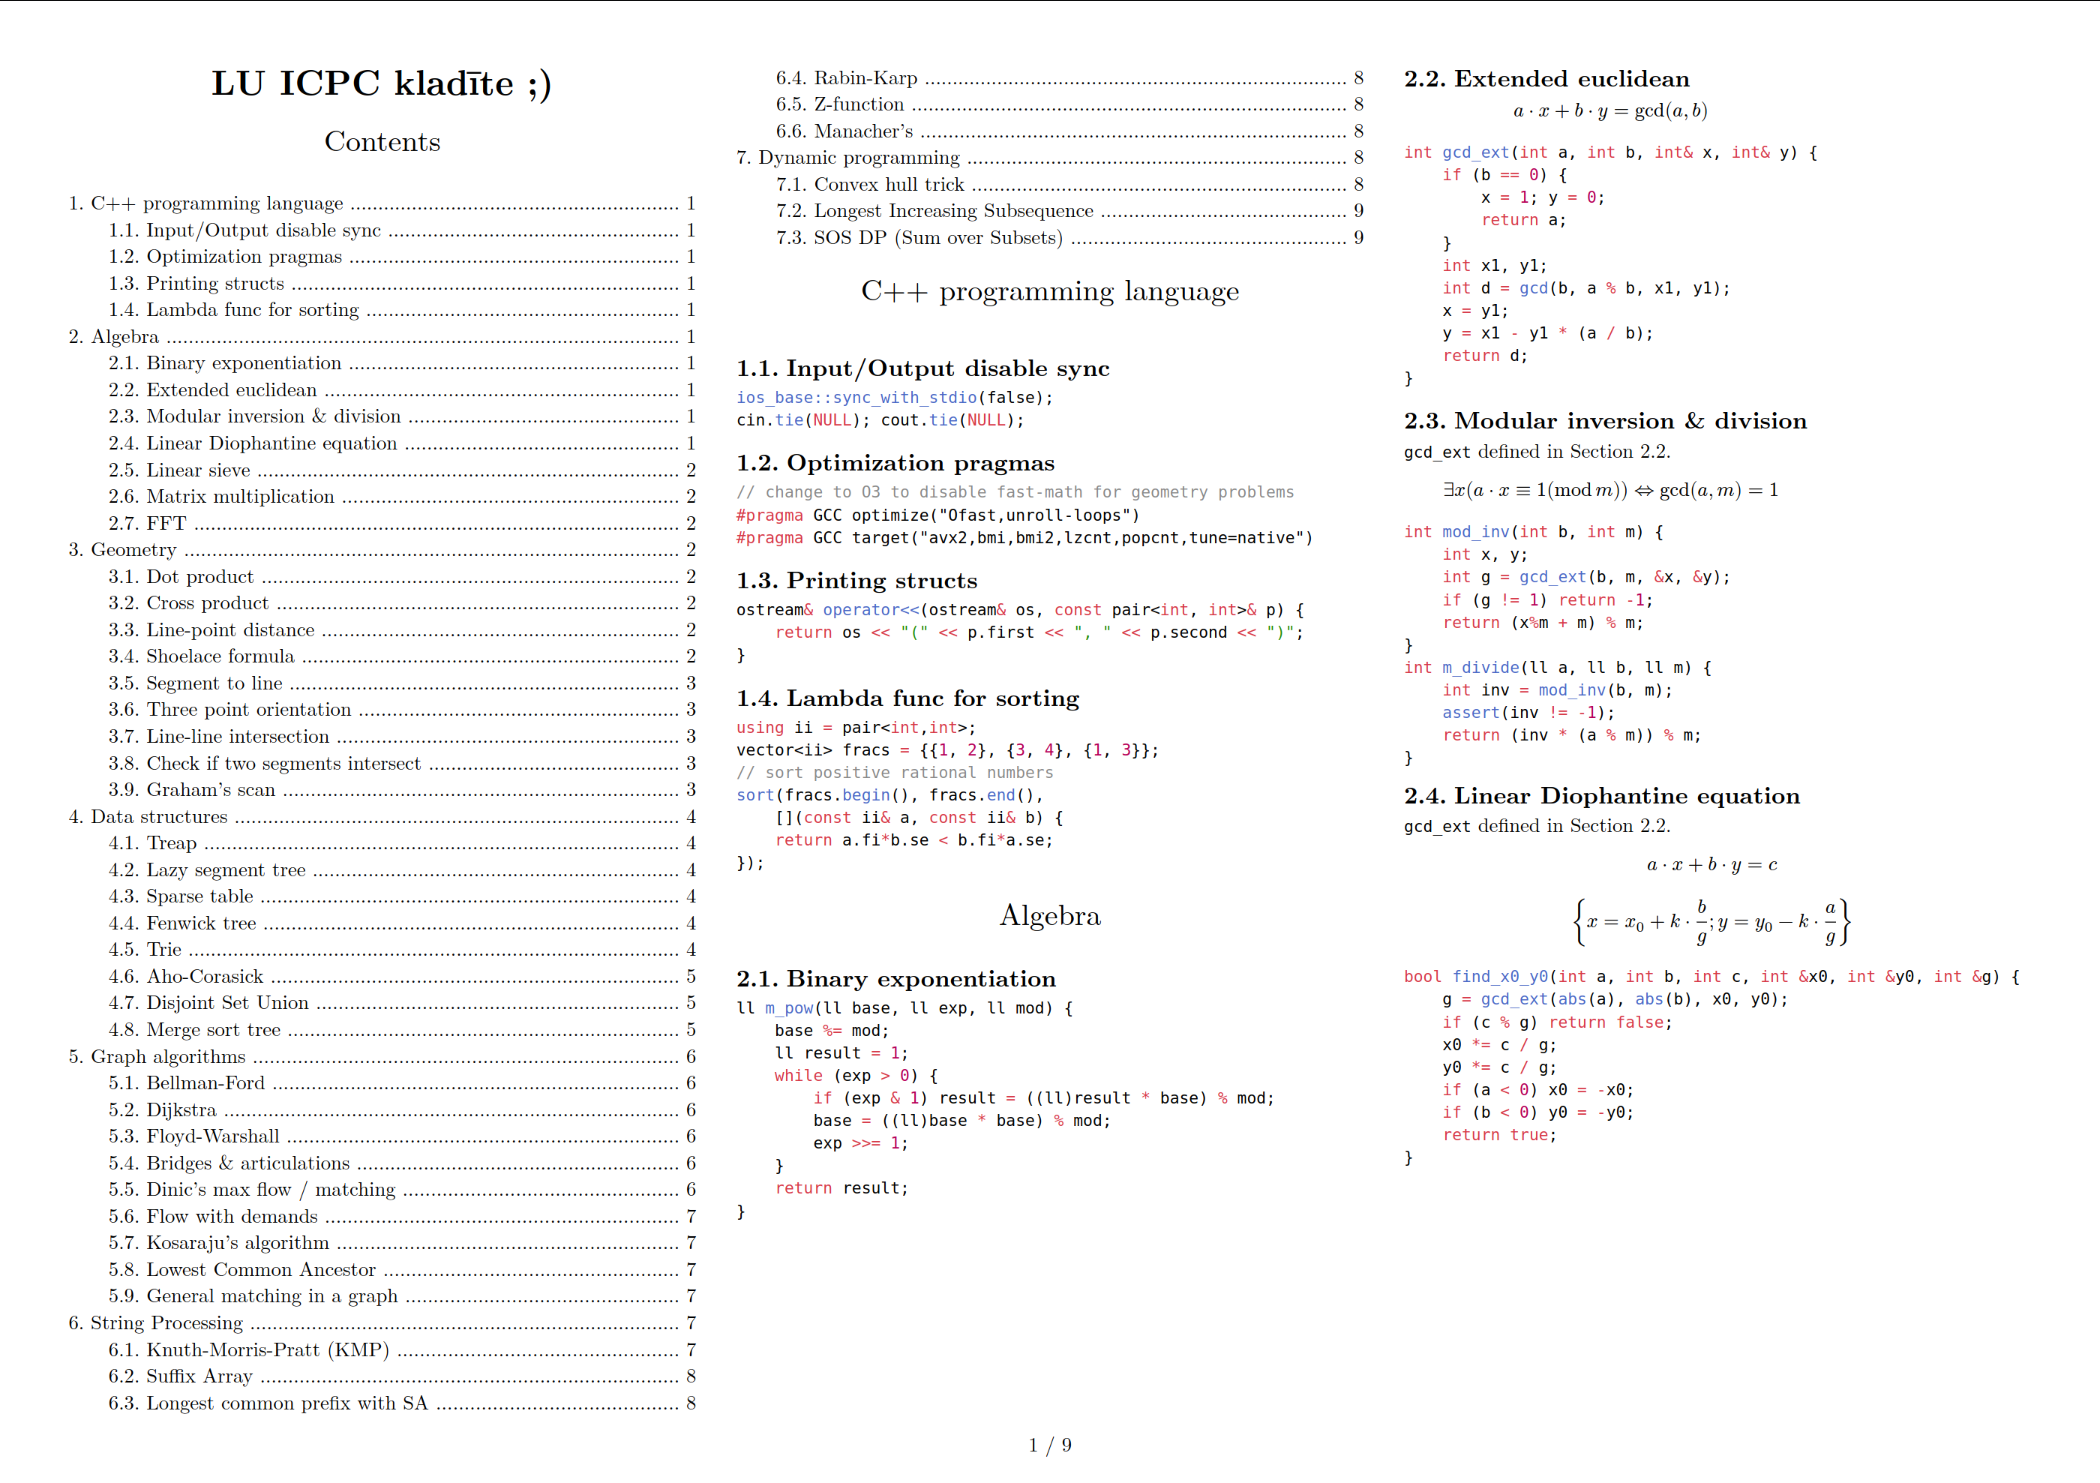 LU ICPC kladīte ;)
Contents
1. C++ programming language ........ 1
1.1. Input/Output disable sync ........ 1
1.2. Optimization pragmas ........ 1
1.3. Printing structs ........ 1
1.4. Lambda func for sorting ........ 1
2. Algebra ........ 1
2.1. Binary exponentiation ........ 1
2.2. Extended euclidean ........ 1
2.3. Modular inversion & division ........ 1
2.4. Linear Diophantine equation ........ 1
2.5. Linear sieve ........ 2
2.6. Matrix multiplication ........ 2
2.7. FFT ........ 2
3. Geometry ........ 2
3.1. Dot product ........ 2
3.2. Cross product ........ 2
3.3. Line-point distance ........ 2
3.4. Shoelace formula ........ 2
3.5. Segment to line ........ 3
3.6. Three point orientation ........ 3
3.7. Line-line intersection ........ 3
3.8. Check if two segments intersect ........ 3
3.9. Graham's scan ........ 3
4. Data structures ........ 4
4.1. Treap ........ 4
4.2. Lazy segment tree ........ 4
4.3. Sparse table ........ 4
4.4. Fenwick tree ........ 4
4.5. Trie ........ 4
4.6. Aho-Corasick ........ 5
4.7. Disjoint Set Union ........ 5
4.8. Merge sort tree ........ 5
5. Graph algorithms ........ 6
5.1. Bellman-Ford ........ 6
5.2. Dijkstra ........ 6
5.3. Floyd-Warshall ........ 6
5.4. Bridges & articulations ........ 6
5.5. Dinic's max flow / matching ........ 6
5.6. Flow with demands ........ 7
5.7. Kosaraju's algorithm ........ 7
5.8. Lowest Common Ancestor ........ 7
5.9. General matching in a graph ........ 7
6. String Processing ........ 7
6.1. Knuth-Morris-Pratt (KMP) ........ 7
6.2. Suffix Array ........ 8
6.3. Longest common prefix with SA ........ 8
6.4. Rabin-Karp ........ 8
6.5. Z-function ........ 8
6.6. Manacher's ........ 8
7. Dynamic programming ........ 8
7.1. Convex hull trick ........ 8
7.2. Longest Increasing Subsequence ........ 9
7.3. SOS DP (Sum over Subsets) ........ 9
C++ programming language
1.1. Input/Output disable sync
ios_base::sync_with_stdio(false);
cin.tie(NULL); cout.tie(NULL);
1.2. Optimization pragmas
// change to O3 to disable fast-math for geometry problems
#pragma GCC optimize("Ofast,unroll-loops")
#pragma GCC target("avx2,bmi,bmi2,lzcnt,popcnt,tune=native")
1.3. Printing structs
ostream& operator<<(ostream& os, const pair<int, int>& p) {
    return os << "(" << p.first << ", " << p.second << ")";
}
1.4. Lambda func for sorting
using ii = pair<int,int>;
vector<ii> fracs = {{1, 2}, {3, 4}, {1, 3}};
// sort positive rational numbers
sort(fracs.begin(), fracs.end(),
    [](const ii& a, const ii& b) {
    return a.fi*b.se < b.fi*a.se;
});
Algebra
2.1. Binary exponentiation
ll m_pow(ll base, ll exp, ll mod) {
    base %= mod;
    ll result = 1;
    while (exp > 0) {
        if (exp & 1) result = ((ll)result * base) % mod;
        base = ((ll)base * base) % mod;
        exp >>= 1;
    }
    return result;
}
2.2. Extended euclidean
a · x + b · y = gcd(a, b)
int gcd_ext(int a, int b, int& x, int& y) {
    if (b == 0) {
        x = 1; y = 0;
        return a;
    }
    int x1, y1;
    int d = gcd(b, a % b, x1, y1);
    x = y1;
    y = x1 - y1 * (a / b);
    return d;
}
2.3. Modular inversion & division
gcd_ext defined in Section 2.2.
∃x(a · x ≡ 1(mod m)) ⇔ gcd(a, m) = 1
int mod_inv(int b, int m) {
    int x, y;
    int g = gcd_ext(b, m, &x, &y);
    if (g != 1) return -1;
    return (x%m + m) % m;
}
int m_divide(ll a, ll b, ll m) {
    int inv = mod_inv(b, m);
    assert(inv != -1);
    return (inv * (a % m)) % m;
}
2.4. Linear Diophantine equation
gcd_ext defined in Section 2.2.
a · x + b · y = c
{x = x₀ + k · b/g; y = y₀ − k · a/g}
bool find_x0_y0(int a, int b, int c, int &x0, int &y0, int &g) {
    g = gcd_ext(abs(a), abs(b), x0, y0);
    if (c % g) return false;
    x0 *= c / g;
    y0 *= c / g;
    if (a < 0) x0 = -x0;
    if (b < 0) y0 = -y0;
    return true;
}
1 / 9